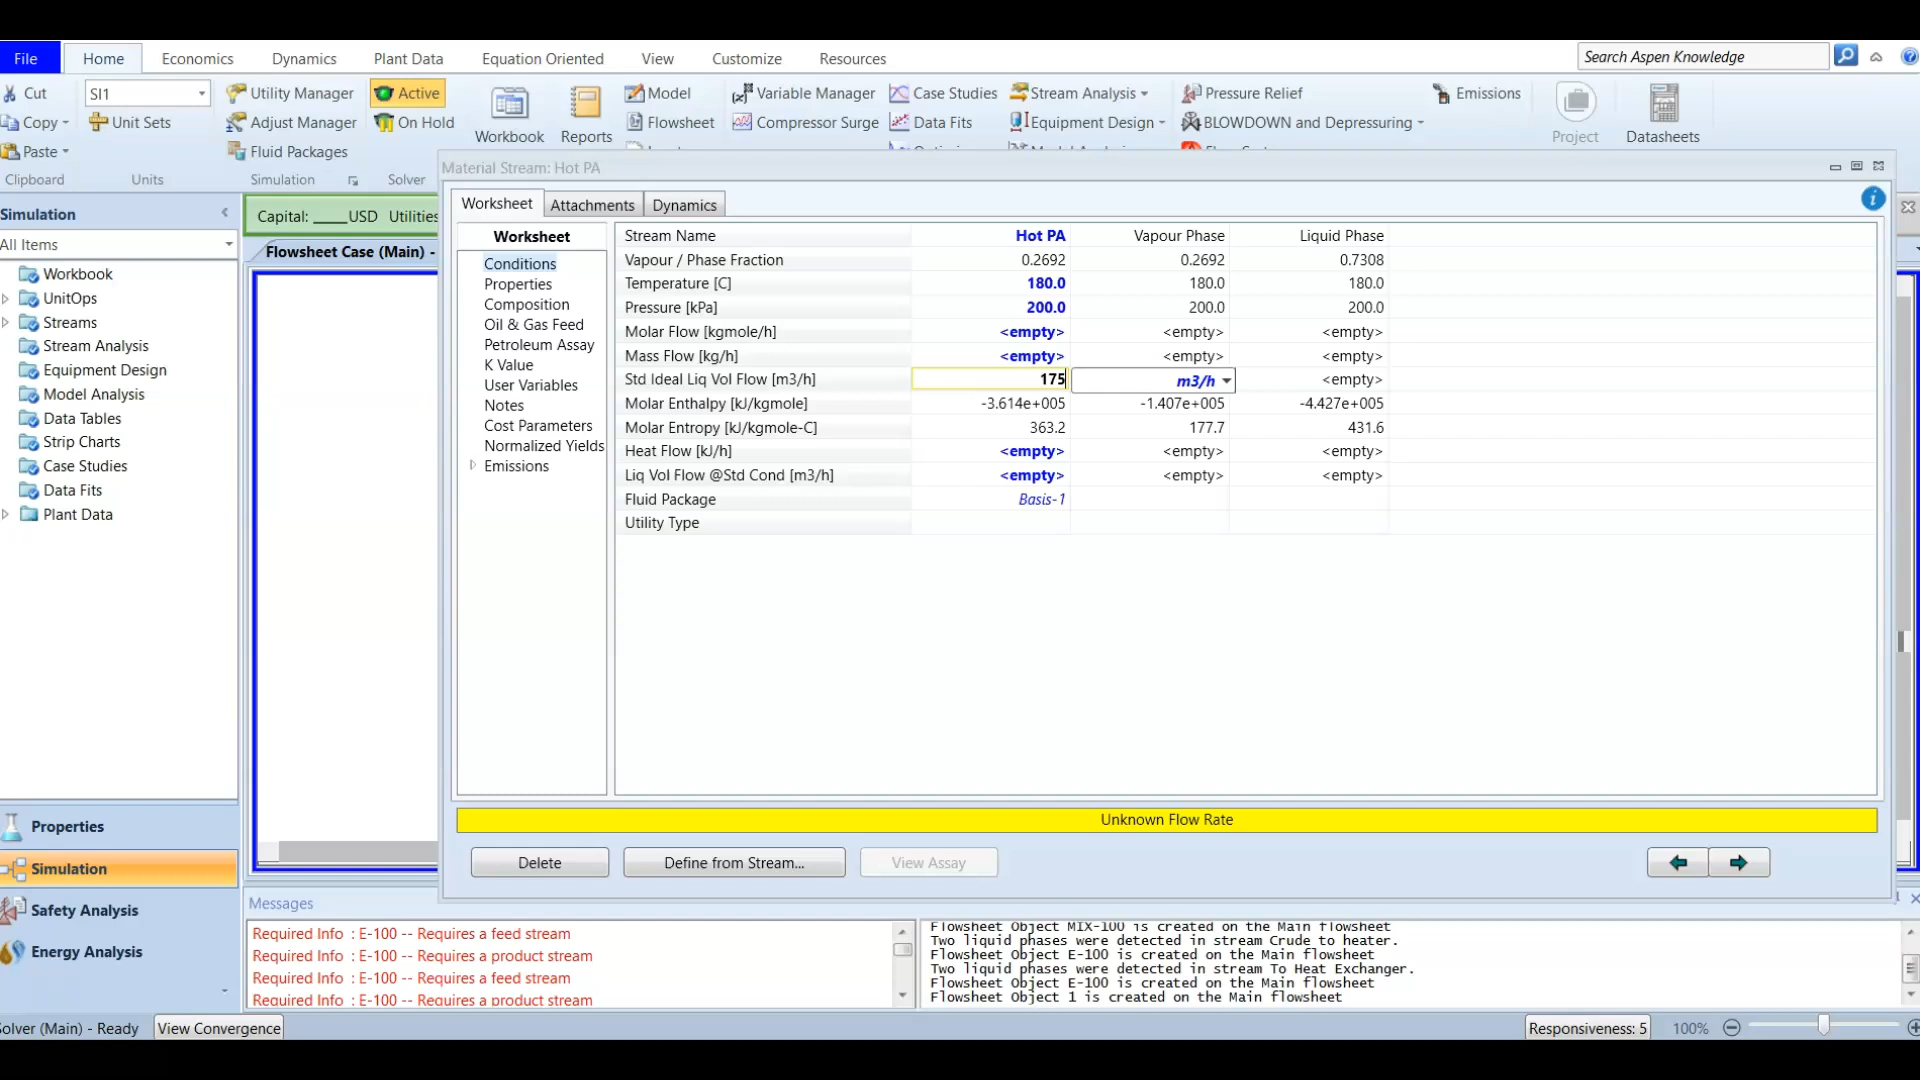 File Home Economics Dynamics Plant Data Equation Oriented View Customize Resources Search Aspen Knowledge
Cut SI1 Utility Manager Active Model Variable Manager Case Studies Stream Analysis Pressure Relief Emissions
Copy Unit Sets Adjust Manager On Hold Workbook Reports Flowsheet Compressor Surge Data Fits Equipment Design BLOWDOWN and Depressuring Project Datasheets
Paste Fluid Packages
Clipboard Units Simulation Solver
Material Stream: Hot PA
Worksheet Attachments Dynamics
Simulation
All Items
Workbook
UnitOps
Streams
Stream Analysis
Equipment Design
Model Analysis
Data Tables
Strip Charts
Case Studies
Data Fits
Plant Data
Properties
Simulation
Safety Analysis
Energy Analysis
Capital: ____USD Utilities
Flowsheet Case (Main) -
Worksheet
Conditions
Properties
Composition
Oil & Gas Feed
Petroleum Assay
K Value
User Variables
Notes
Cost Parameters
Normalized Yields
Emissions
Stream Name Hot PA Vapour Phase Liquid Phase
Vapour / Phase Fraction 0.2692 0.2692 0.7308
Temperature [C] 180.0 180.0 180.0
Pressure [kPa] 200.0 200.0 200.0
Molar Flow [kgmole/h] <empty> <empty> <empty>
Mass Flow [kg/h] <empty> <empty> <empty>
Std Ideal Liq Vol Flow [m3/h] 175 m3/h <empty>
Molar Enthalpy [kJ/kgmole] -3.614e+005 -1.407e+005 -4.427e+005
Molar Entropy [kJ/kgmole-C] 363.2 177.7 431.6
Heat Flow [kJ/h] <empty> <empty> <empty>
Liq Vol Flow @Std Cond [m3/h] <empty> <empty> <empty>
Fluid Package Basis-1
Utility Type
Unknown Flow Rate
Delete Define from Stream... View Assay
Messages
Required Info : E-100 -- Requires a feed stream
Required Info : E-100 -- Requires a product stream
Required Info : E-100 -- Requires a feed stream
Required Info : E-100 -- Requires a product stream
Flowsheet Object MIX-100 is created on the Main flowsheet
Two liquid phases were detected in stream Crude to heater.
Flowsheet Object E-100 is created on the Main flowsheet
Two liquid phases were detected in stream To Heat Exchanger.
Flowsheet Object E-100 is created on the Main flowsheet
Flowsheet Object 1 is created on the Main flowsheet
Solver (Main) - Ready View Convergence Responsiveness: 5 100%